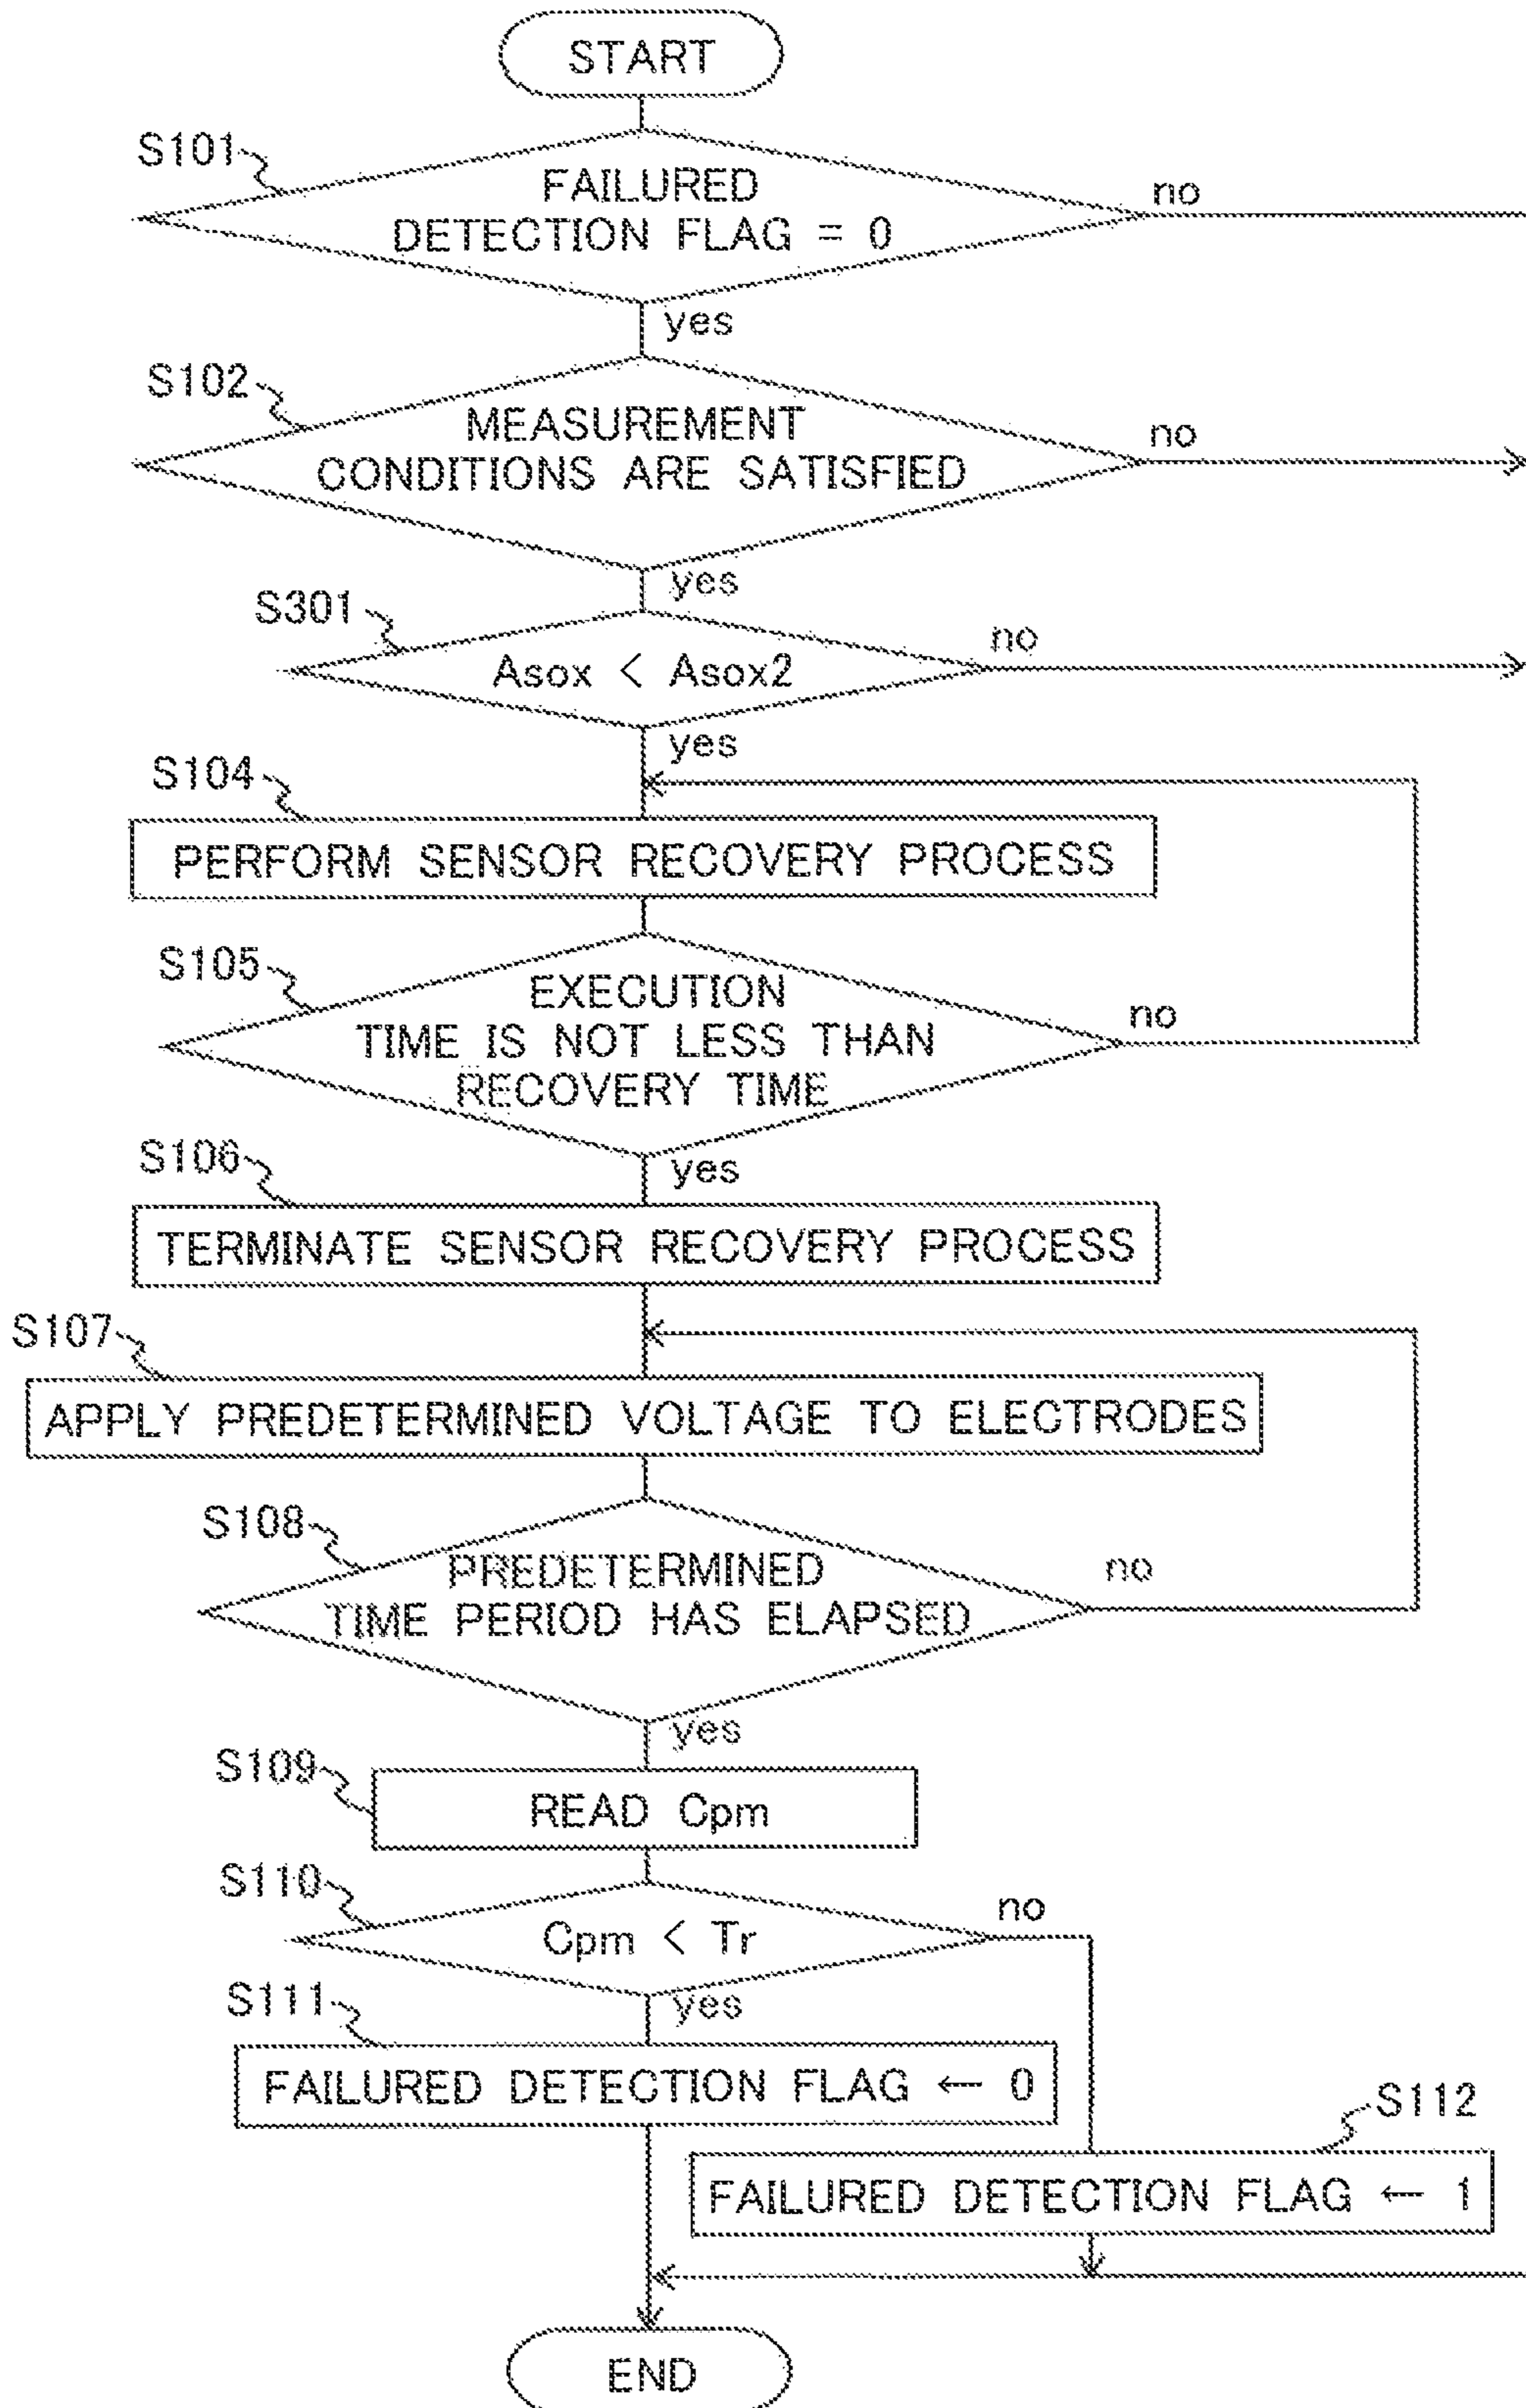 START
S101
FAILURED
DETECTION FLAG = 0
no
yes
S102
MEASUREMENT
CONDITIONS ARE SATISFIED
no
yes
S301
Asox < Asox2
no
yes
S104
PERFORM SENSOR RECOVERY PROCESS
S105
EXECUTION
TIME IS NOT LESS THAN
RECOVERY TIME
no
yes
S106
TERMINATE SENSOR RECOVERY PROCESS
S107
APPLY PREDETERMINED VOLTAGE TO ELECTRODES
S108
PREDETERMINED
TIME PERIOD HAS ELAPSED
no
yes
S109
READ Cpm
S110
Cpm < Tr
no
yes
S111
FAILURED DETECTION FLAG ← 0
S112
FAILURED DETECTION FLAG ← 1
END